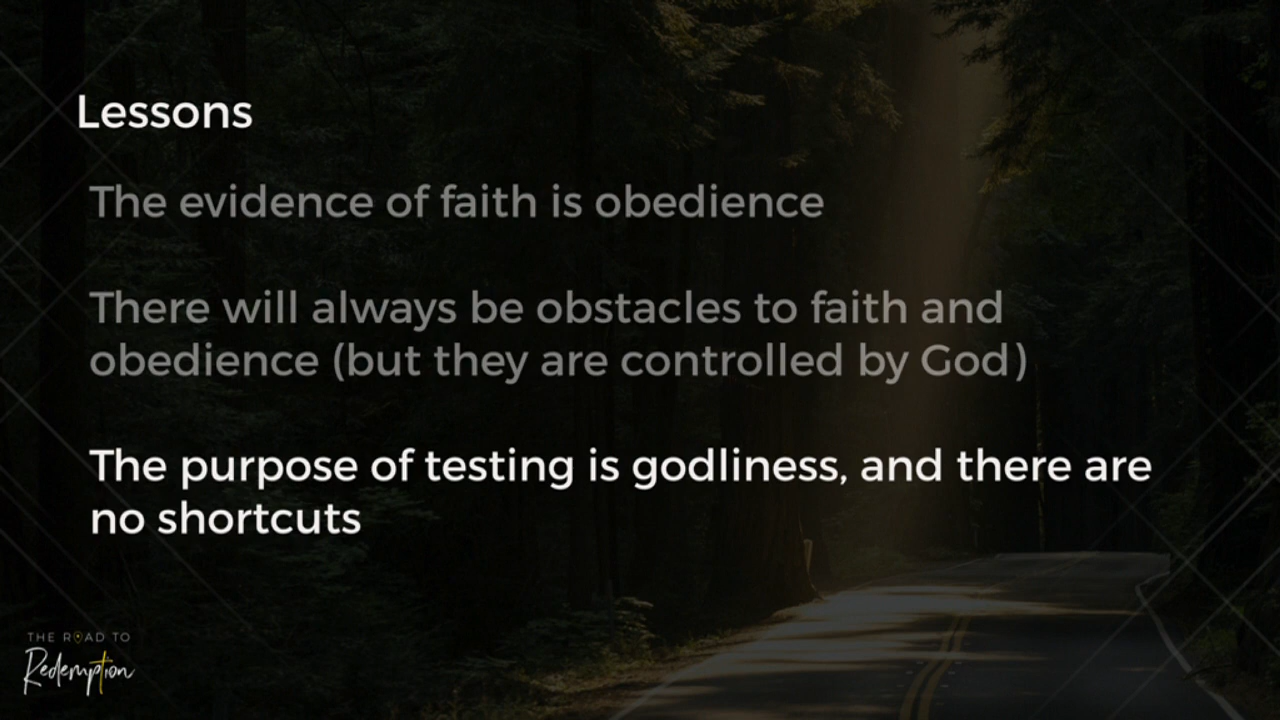 Lessons
The evidence of faith is obedience
There will always be obstacles to faith and
obedience (but they are controlled by God)
The purpose of testing is godliness, and there are
no shortcuts
THE ROAD TO
Redemption